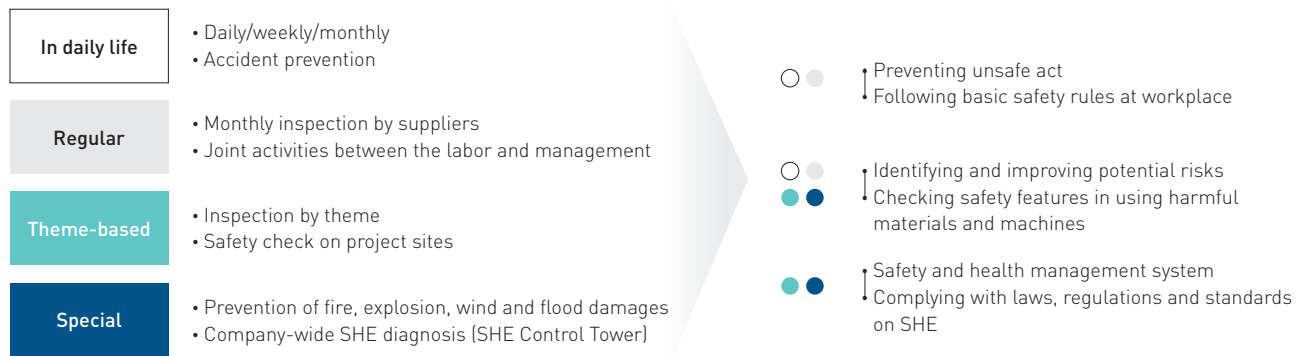 In daily life
• Daily/weekly/monthly
• Accident prevention
Regular
• Monthly inspection by suppliers
• Joint activities between the labor and management
Theme-based
• Inspection by theme
• Safety check on project sites
Special
• Prevention of fire, explosion, wind and flood damages
• Company-wide SHE diagnosis (SHE Control Tower)
• Preventing unsafe act
• Following basic safety rules at workplace
• Identifying and improving potential risks
• Checking safety features in using harmful
materials and machines
• Safety and health management system
• Complying with laws, regulations and standards
on SHE